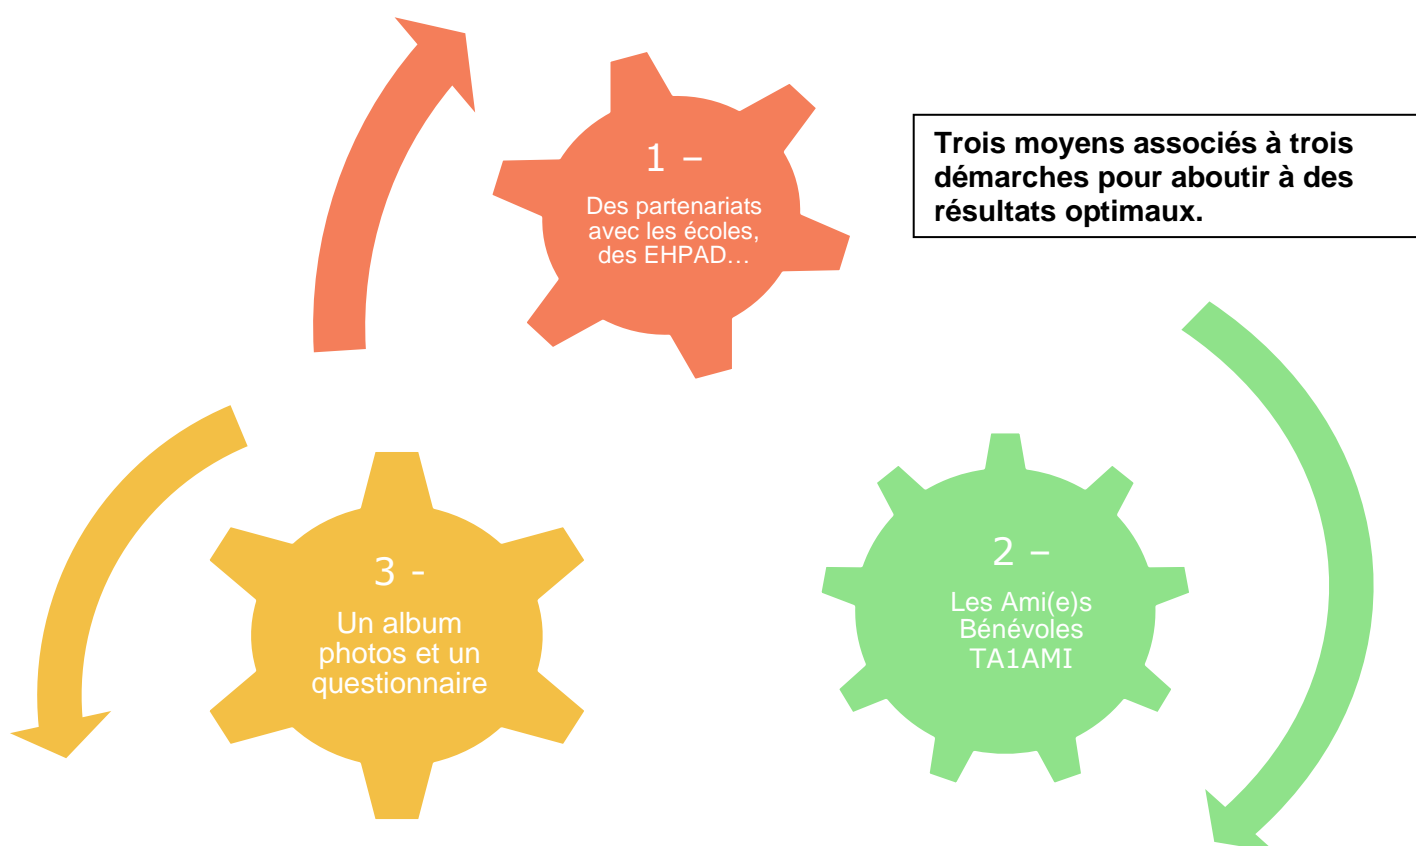 1 –
Des partenariats
avec les écoles,
des EHPAD…
Trois moyens associés à trois
démarches pour aboutir à des
résultats optimaux.
2 –
Les Ami(e)s
Bénévoles
TA1AMI
3 -
Un album
photos et un
questionnaire